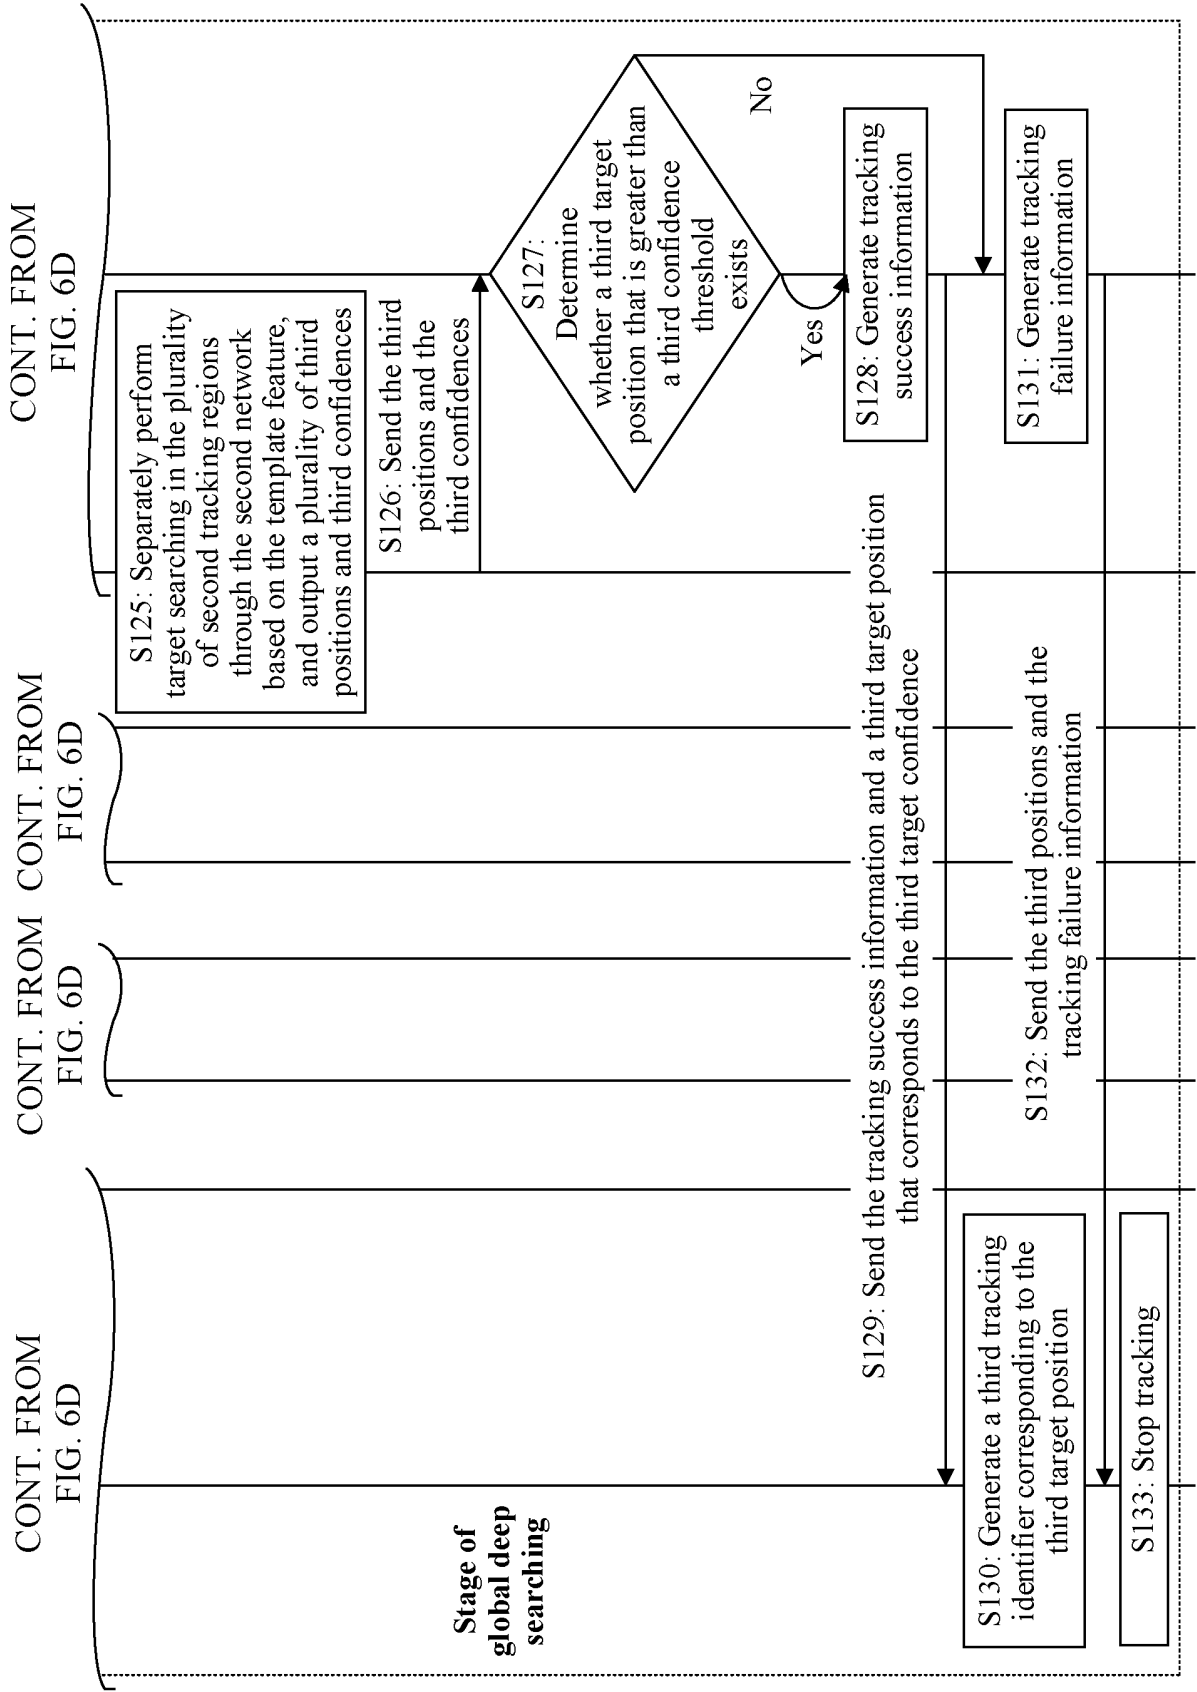 CONT. FROM
FIG. 6D
CONT. FROM
FIG. 6D
CONT. FROM
FIG. 6D
CONT. FROM
FIG. 6D
S125: Separately perform
target searching in the plurality
of second tracking regions
through the second network
based on the template feature,
and output a plurality of third
positions and third confidences
S126: Send the third
positions and the
third confidences
Stage of
global deep
searching
S127:
Determine
whether a third target
position that is greater than
a third confidence
threshold
exists
Yes
No
S128: Generate tracking
success information
S129: Send the tracking success information and a third target position
that corresponds to the third target confidence
S130: Generate a third tracking
identifier corresponding to the
third target position
S131: Generate tracking
failure information
S132: Send the third positions and the
tracking failure information
S133: Stop tracking